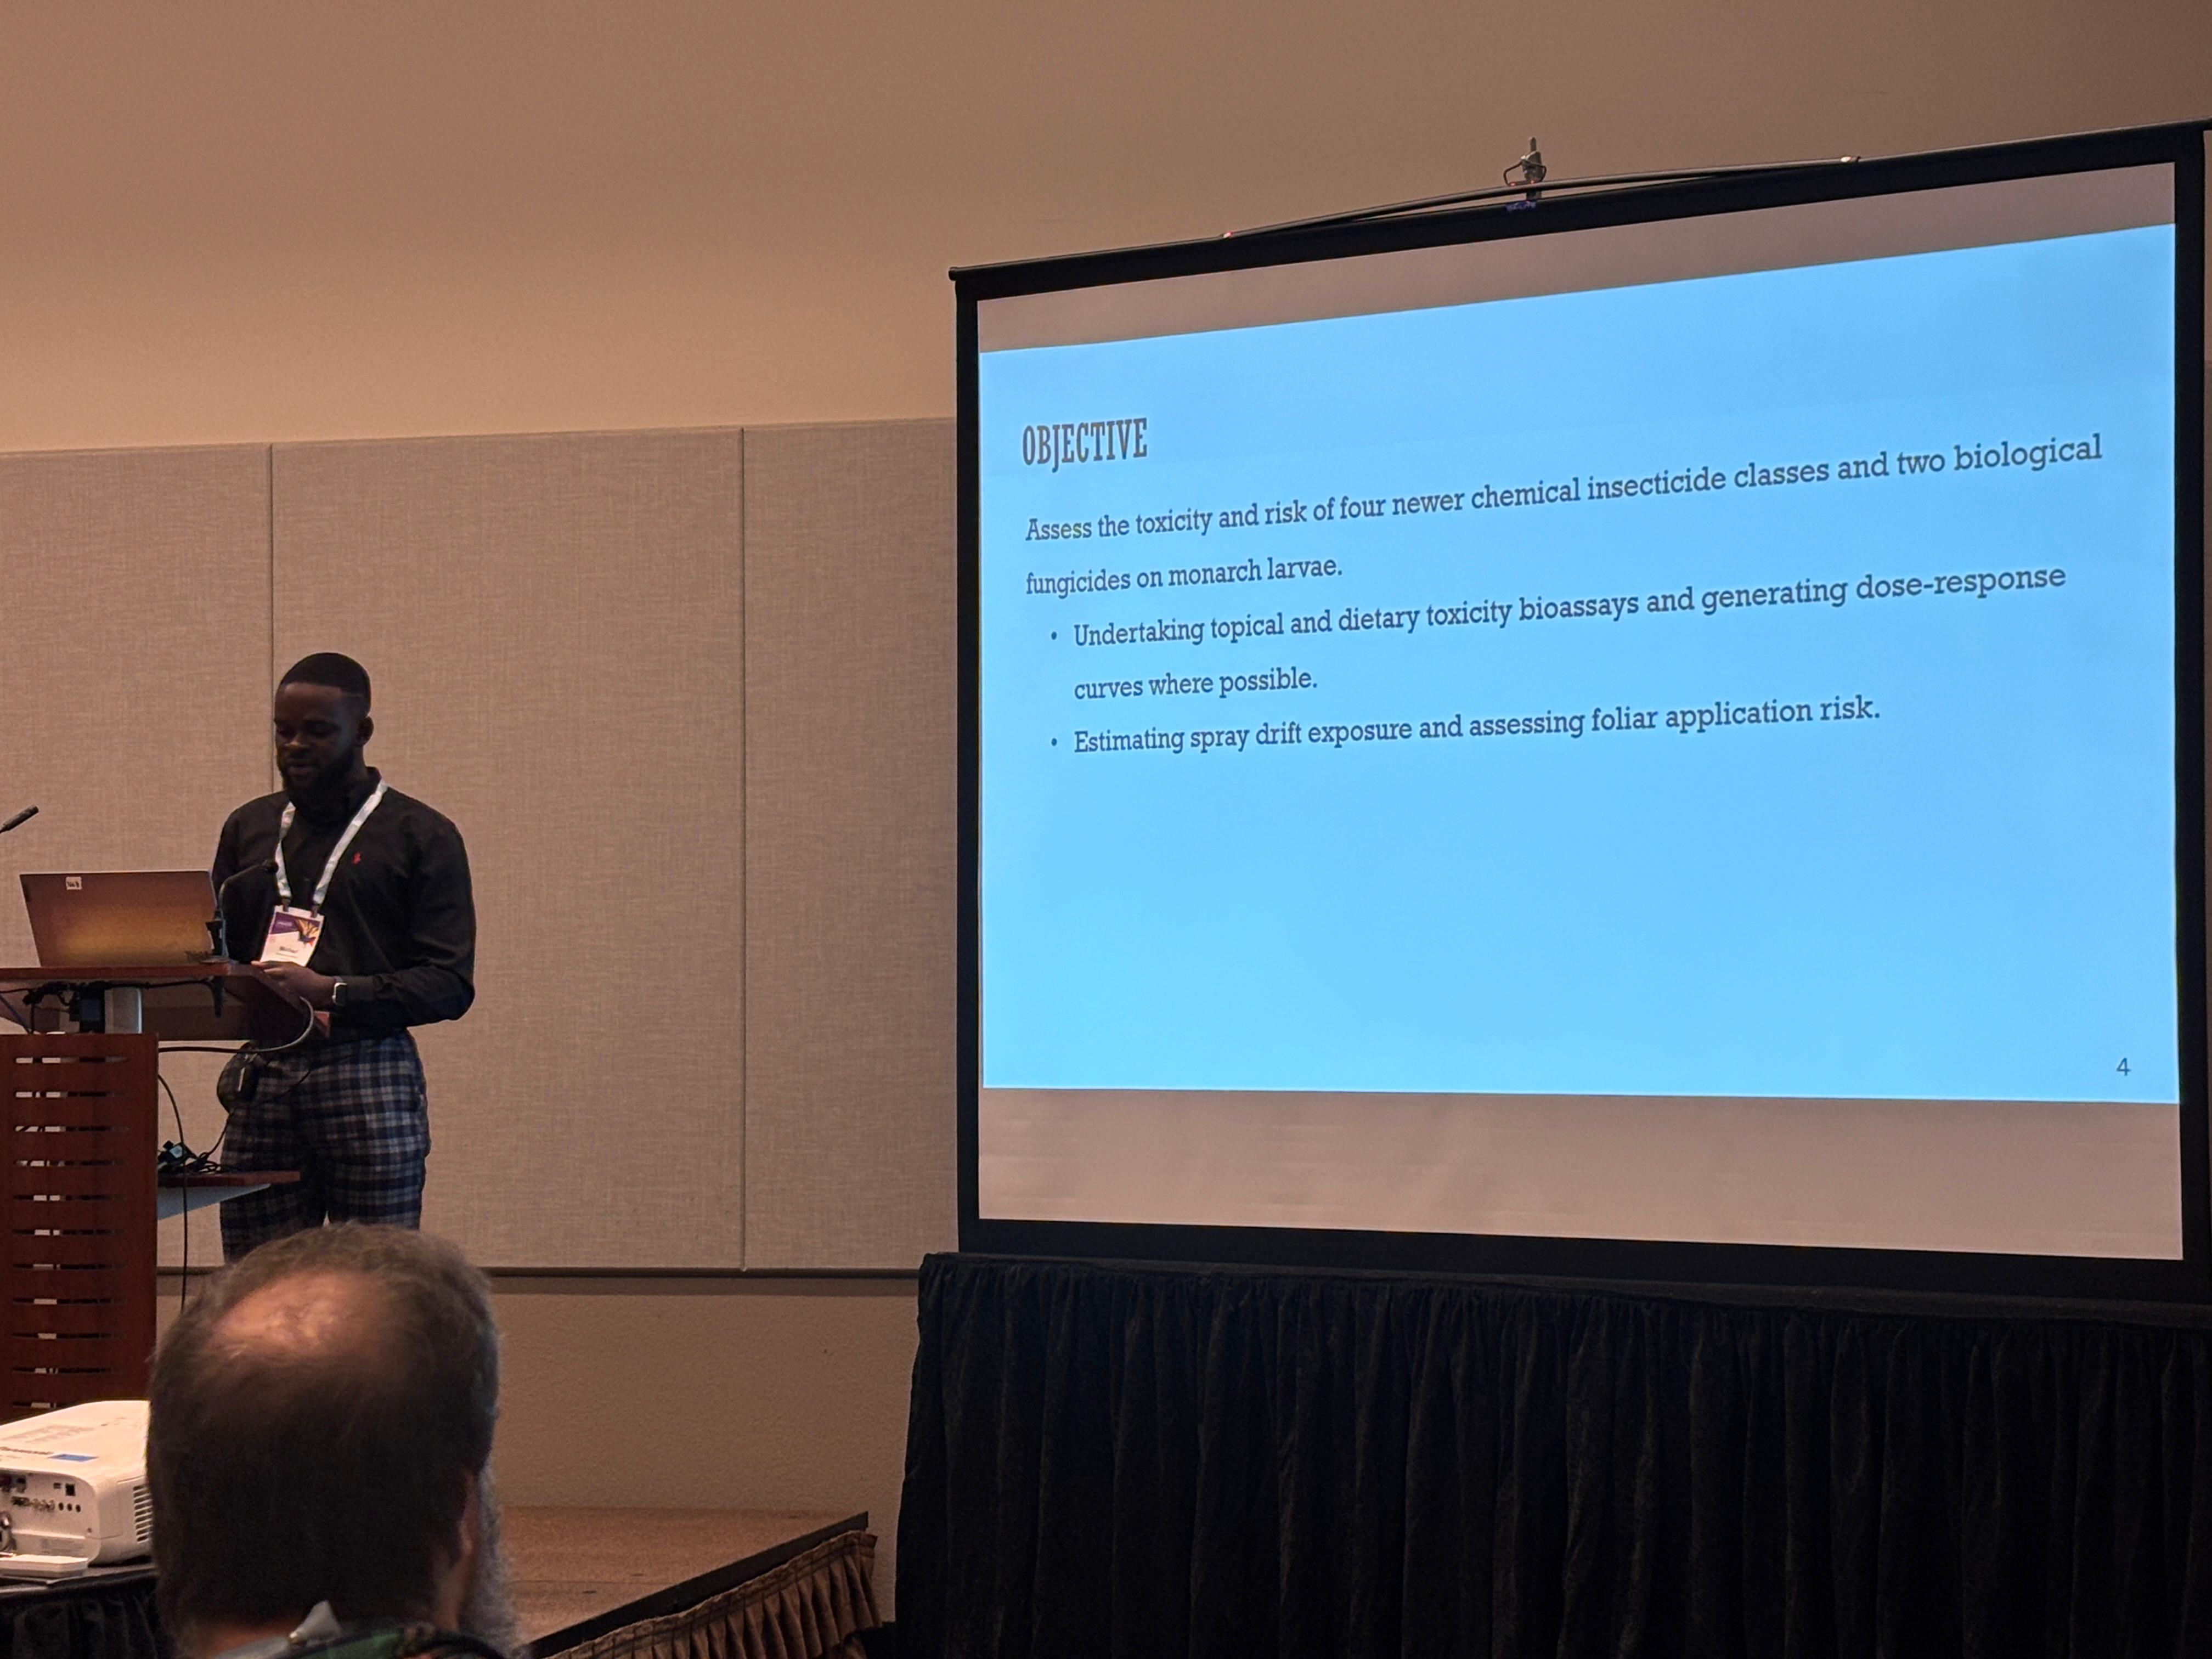 OBJECTIVE
Assess the toxicity and risk of four newer chemical insecticide classes and two biological
fungicides on monarch larvae.
• Undertaking topical and dietary toxicity bioassays and generating dose-response
curves where possible.
• Estimating spray drift exposure and assessing foliar application risk.
4